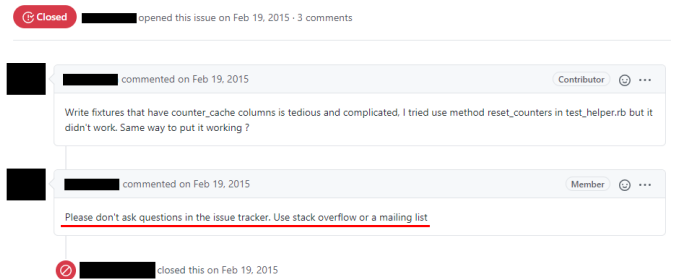 Closed opened this issue on Feb 19, 2015 · 3 comments
commented on Feb 19, 2015 Contributor
Write fixtures that have counter_cache columns is tedious and complicated, I tried use method reset_counters in test_helper.rb but it
didn't work. Same way to put it working ?
commented on Feb 19, 2015 Member
Please don't ask questions in the issue tracker. Use stack overflow or a mailing list
closed this on Feb 19, 2015